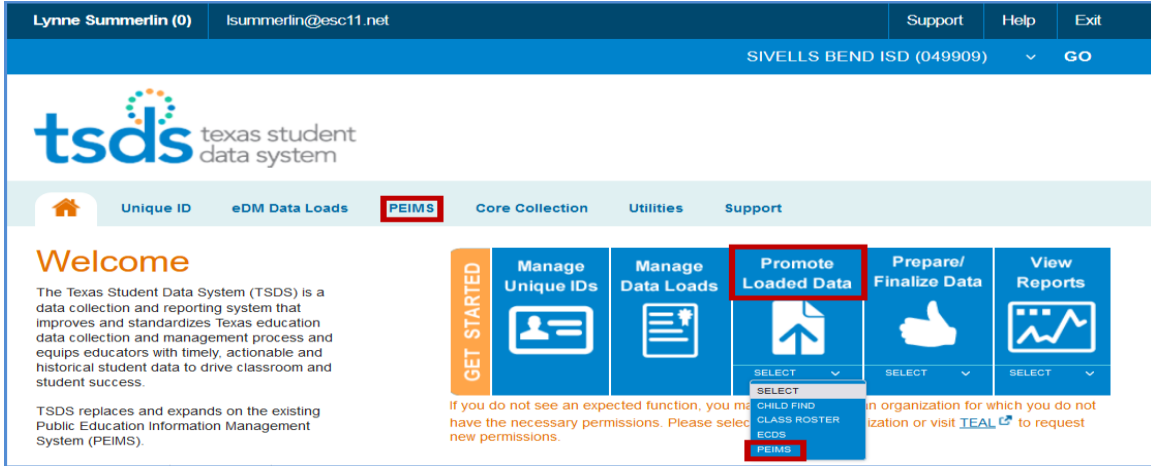 Lynne Summerlin (0) lsummerlin@esc11.net Support Help Exit
SIVELLS BEND ISD (049909) GO
tsds texas student
data system
Unique ID eDM Data Loads PEIMS Core Collection Utilities Support
Welcome
The Texas Student Data System (TSDS) is a
data collection and reporting system that
improves and standardizes Texas education
data collection and management process and
equips educators with timely, actionable and
historical student data to drive classroom and
student success.
TSDS replaces and expands on the existing
Public Education Information Management
System (PEIMS).
GET STARTED
Manage
Unique IDs
Manage
Data Loads
Promote
Loaded Data
SELECT
Prepare/
Finalize Data
SELECT
View
Reports
SELECT
SELECT
CHILD FIND
CLASS ROSTER
ECDS
PEIMS
If you do not see an expected function, you in organization for which you do not
have the necessary permissions. Please or visit TEAL to request
new permissions.